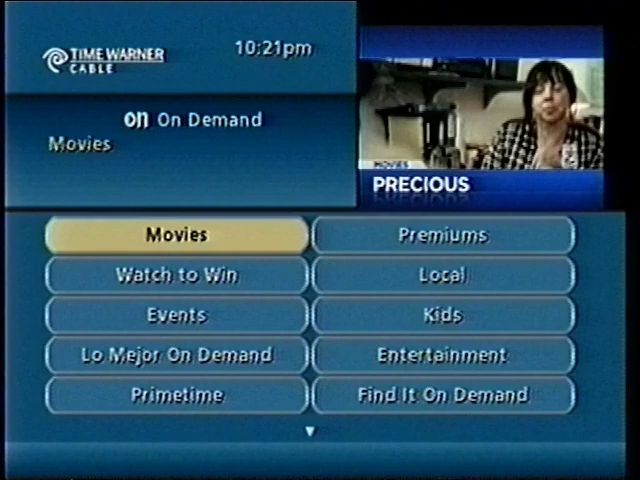 TIME WARNER
CABLE
10:21pm
on On Demand
Movies
MOVIES
PRECIOUS
Movies
Premiums
Watch to Win
Local
Events
Kids
Lo Mejor On Demand
Entertainment
Primetime
Find It On Demand